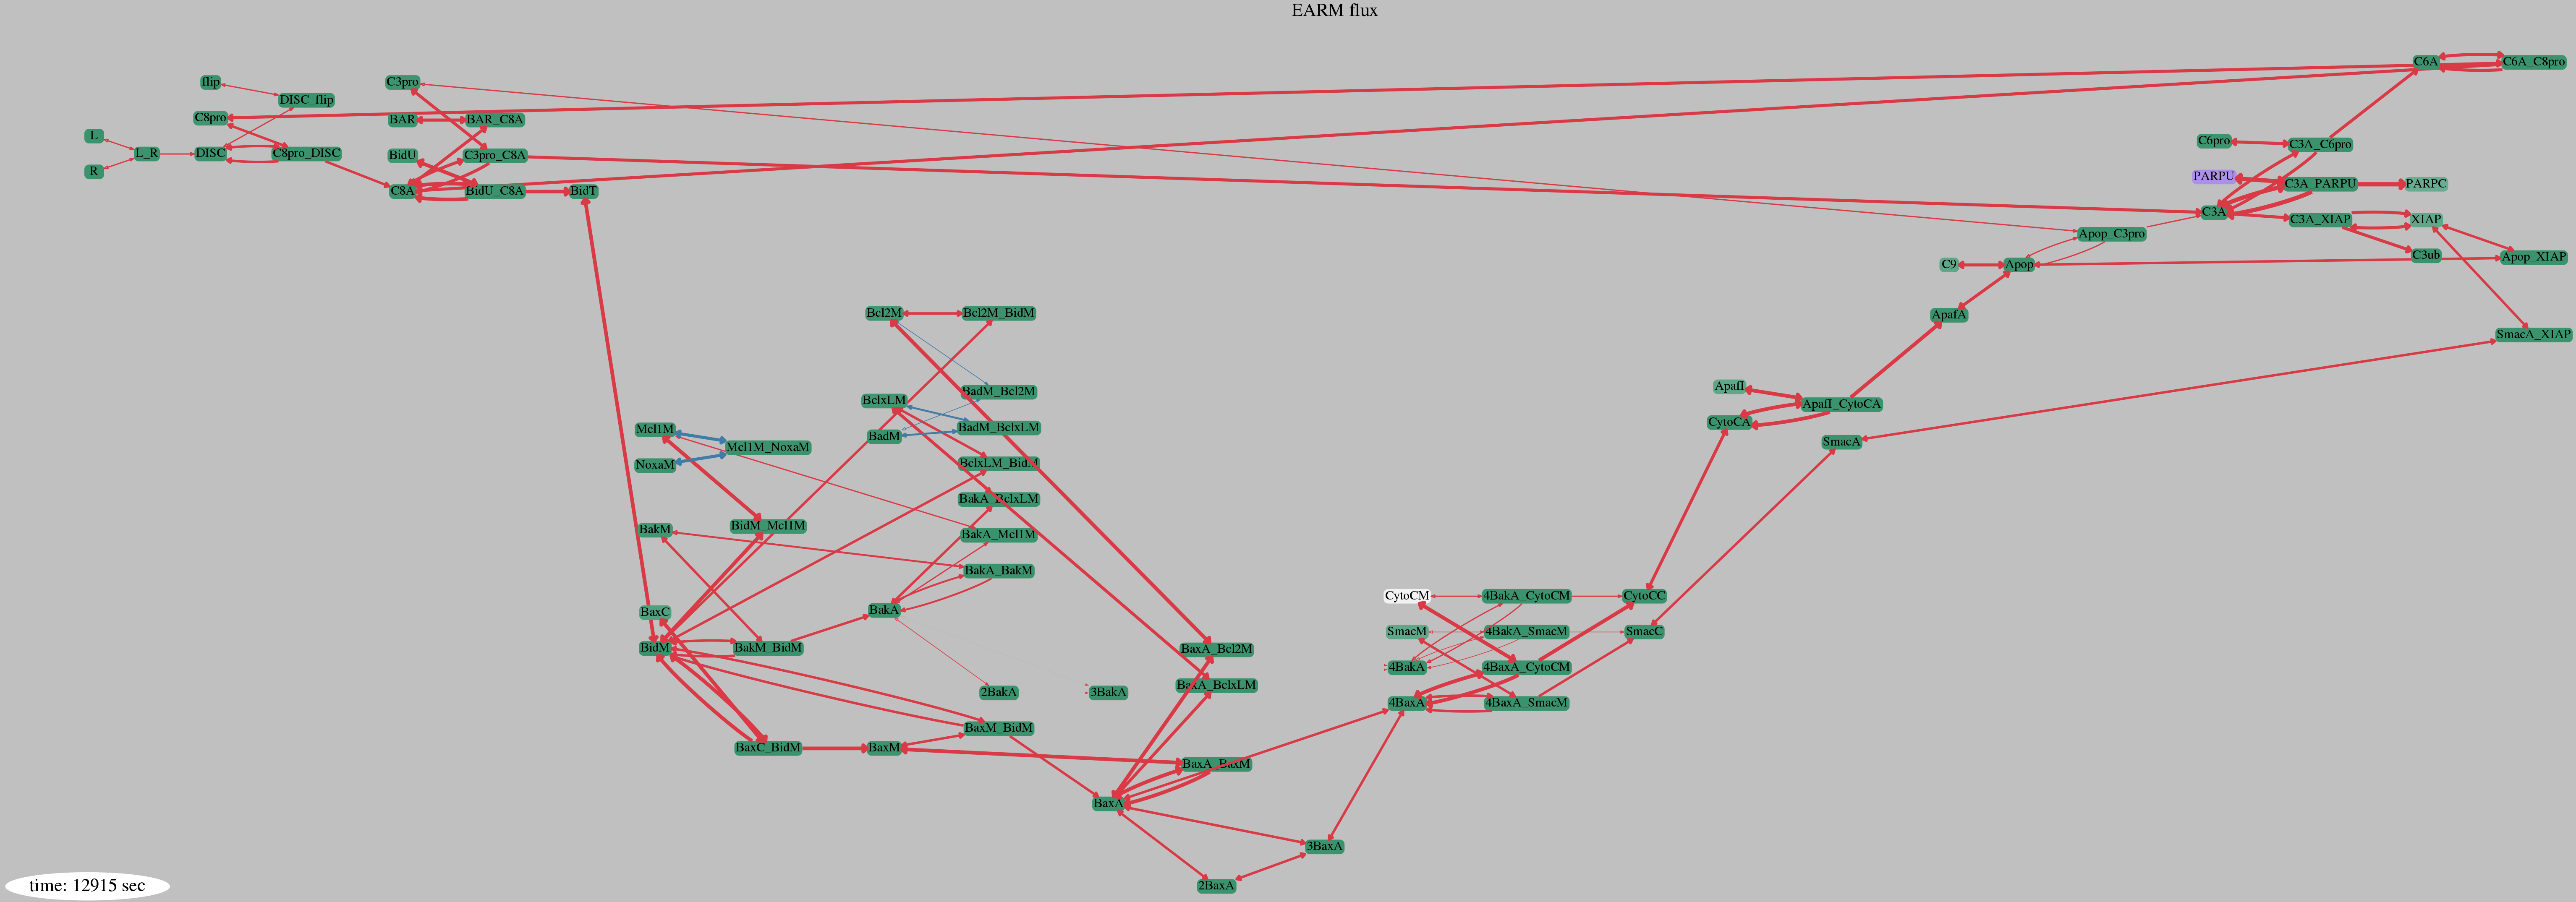 EARM flux
C6A
C6A_C8pro
flip
C3pro
DISC_flip
C8pro
BAR
BAR_C8A
L
L_R
DISC
C8pro_DISC
BidU
C3pro_C8A
C6pro
C3A_C6pro
R
C8A
BidU_C8A
BidT
PARPU
C3A_PARPU
PARPC
C3A
C3A_XIAP
XIAP
Apop_C3pro
C9
Apop
C3ub
Apop_XIAP
Bcl2M
Bcl2M_BidM
ApafA
SmacA_XIAP
BadM_Bcl2M
ApafI
BclxLM
ApafI_CytoCA
Mcl1M
BadM
BadM_BclxLM
CytoCA
Mcl1M_NoxaM
SmacA
NoxaM
BclxLM_BidM
BakA_BclxLM
BakM
BidM_Mcl1M
BakA_Mcl1M
BakA_BakM
BaxC
BakA
CytoCM
4BakA_CytoCM
CytoCC
SmacM
4BakA_SmacM
SmacC
BidM
BakM_BidM
BaxA_Bcl2M
4BakA
4BaxA_CytoCM
2BakA
3BakA
BaxA_BclxLM
4BaxA
4BaxA_SmacM
BaxM_BidM
BaxC_BidM
BaxM
BaxA_BaxM
BaxA
3BaxA
2BaxA
time: 12915 sec